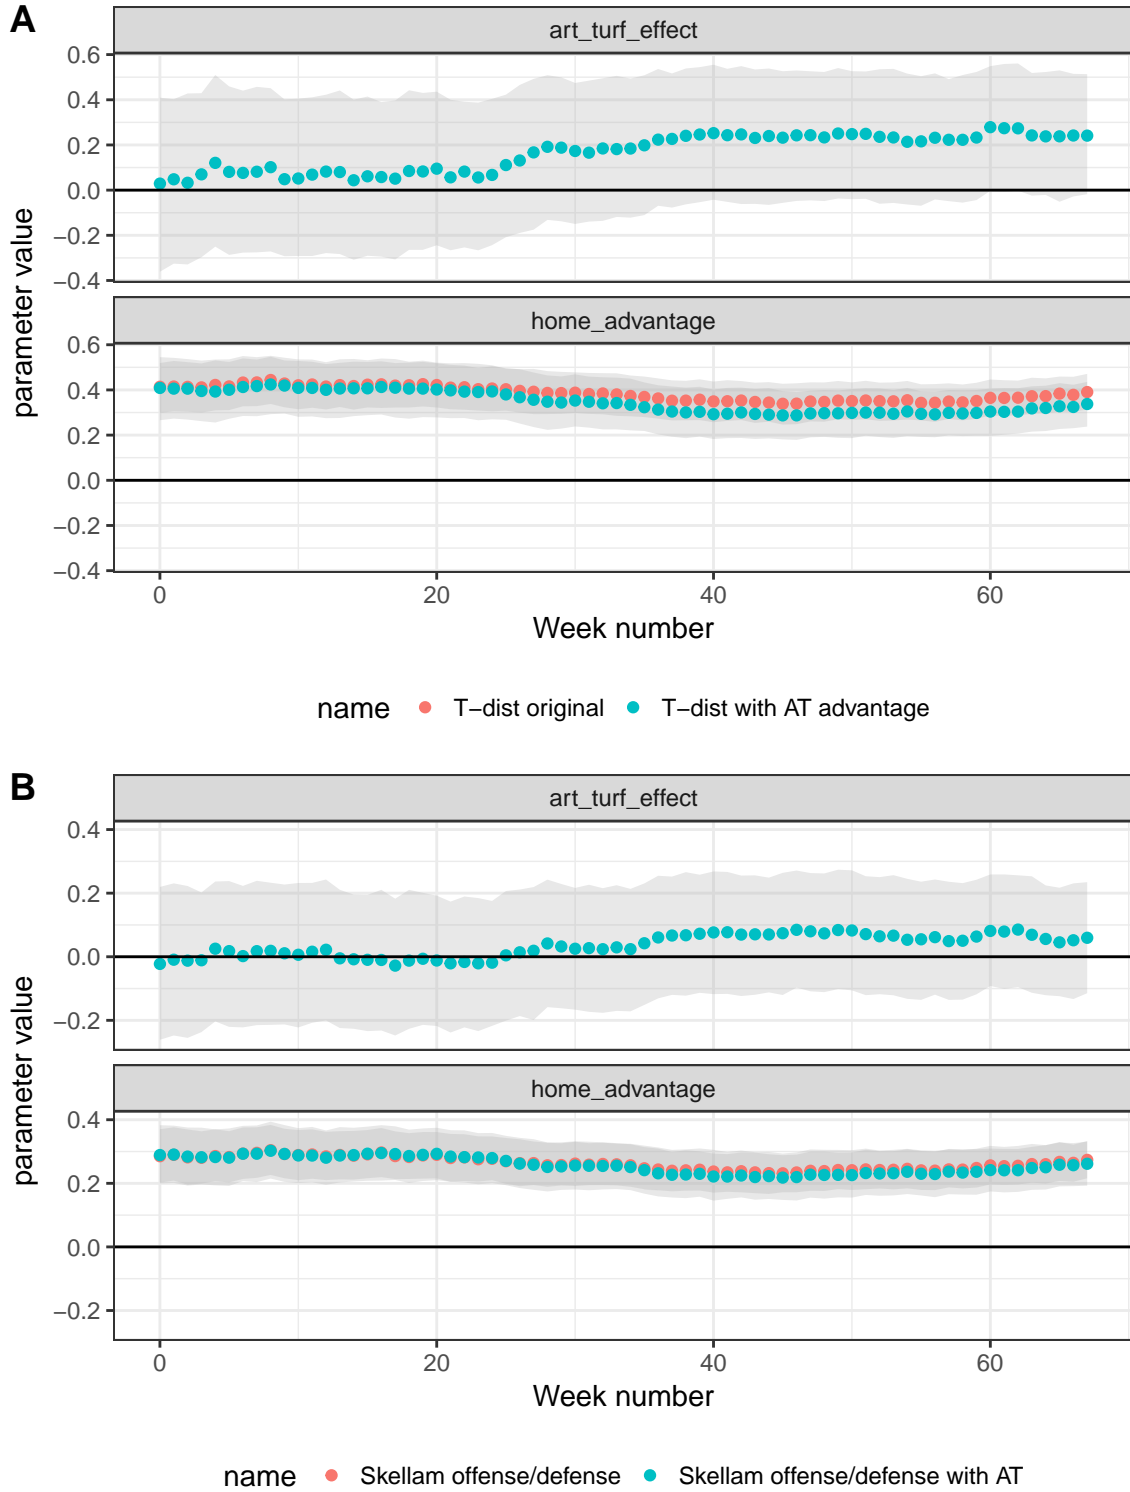 A
art_turf_effect
0.6
0.4
0.2
0.0
−0.2
−0.4
home_advantage
0.6
0.4
0.2
0.0
−0.2
−0.4
parameter value
0 20 40 60
Week number
name T−dist original T−dist with AT advantage
B
art_turf_effect
0.4
0.2
0.0
−0.2
home_advantage
0.4
0.2
0.0
−0.2
parameter value
0 20 40 60
Week number
name Skellam offense/defense Skellam offense/defense with AT